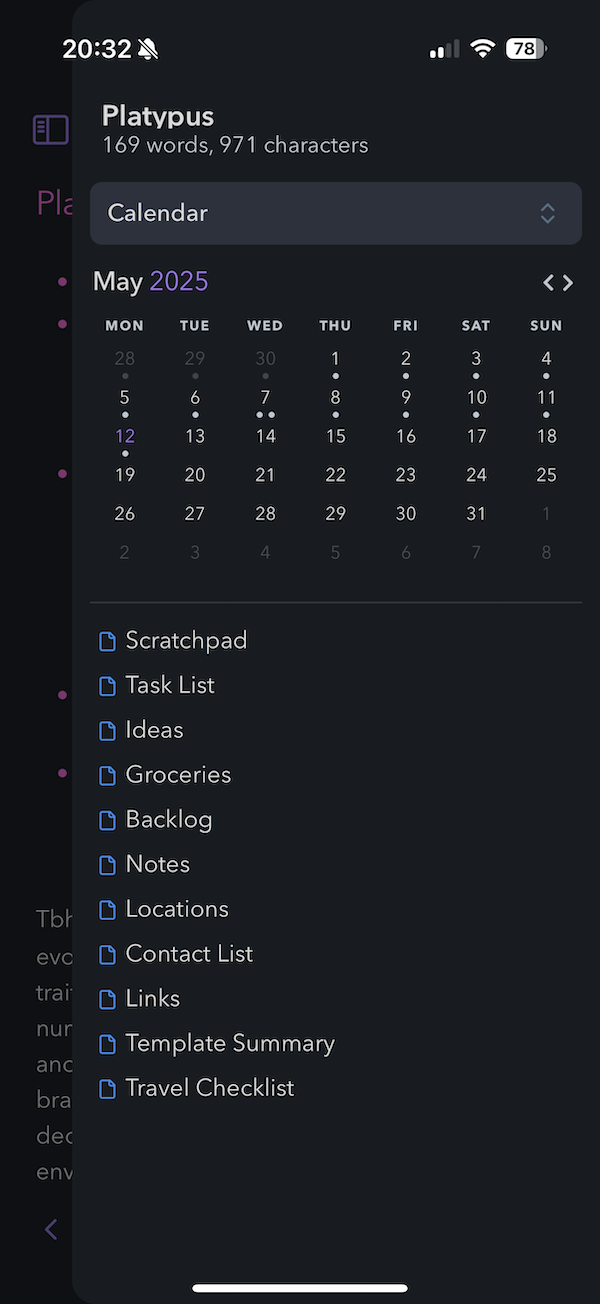 20:32
78
Platypus
169 words, 971 characters
Pla
Calendar
May 2025
MON TUE WED THU FRI SAT SUN
28 29 30 1 2 3 4
5 6 7 8 9 10 11
12 13 14 15 16 17 18
19 20 21 22 23 24 25
26 27 28 29 30 31 1
2 3 4 5 6 7 8
Scratchpad
Task List
Ideas
Groceries
Backlog
Notes
Locations
Contact List
Links
Template Summary
Travel Checklist
Tbh
evo
trai
nur
and
bra
dec
env